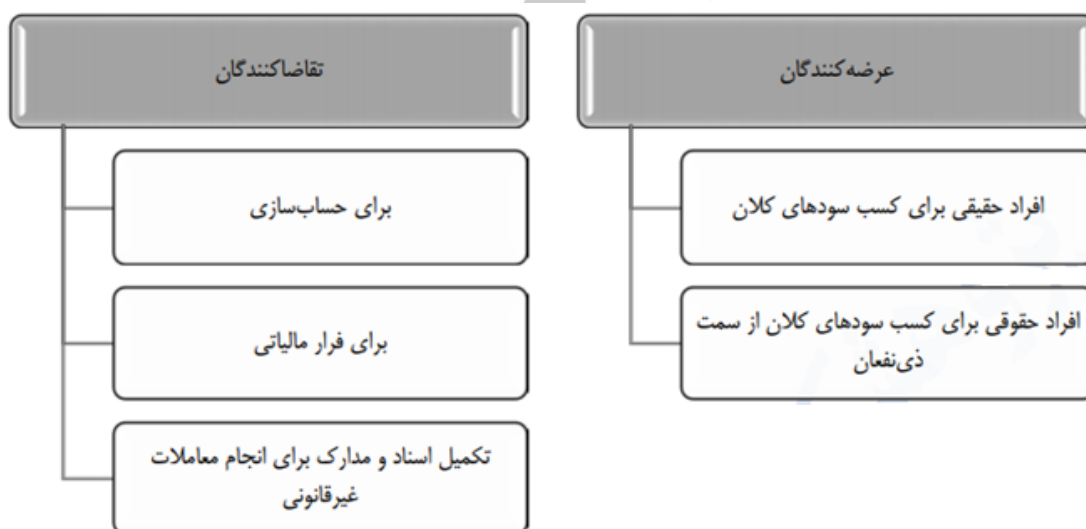 عرضه‌کنندگان
افراد حقیقی برای کسب سودهای کلان
افراد حقوقی برای کسب سودهای کلان از سمت
ذی‌نفعان
تقاضاکنندگان
برای حساب‌سازی
برای فرار مالیاتی
تکمیل اسناد و مدارک برای انجام معاملات
غیرقانونی